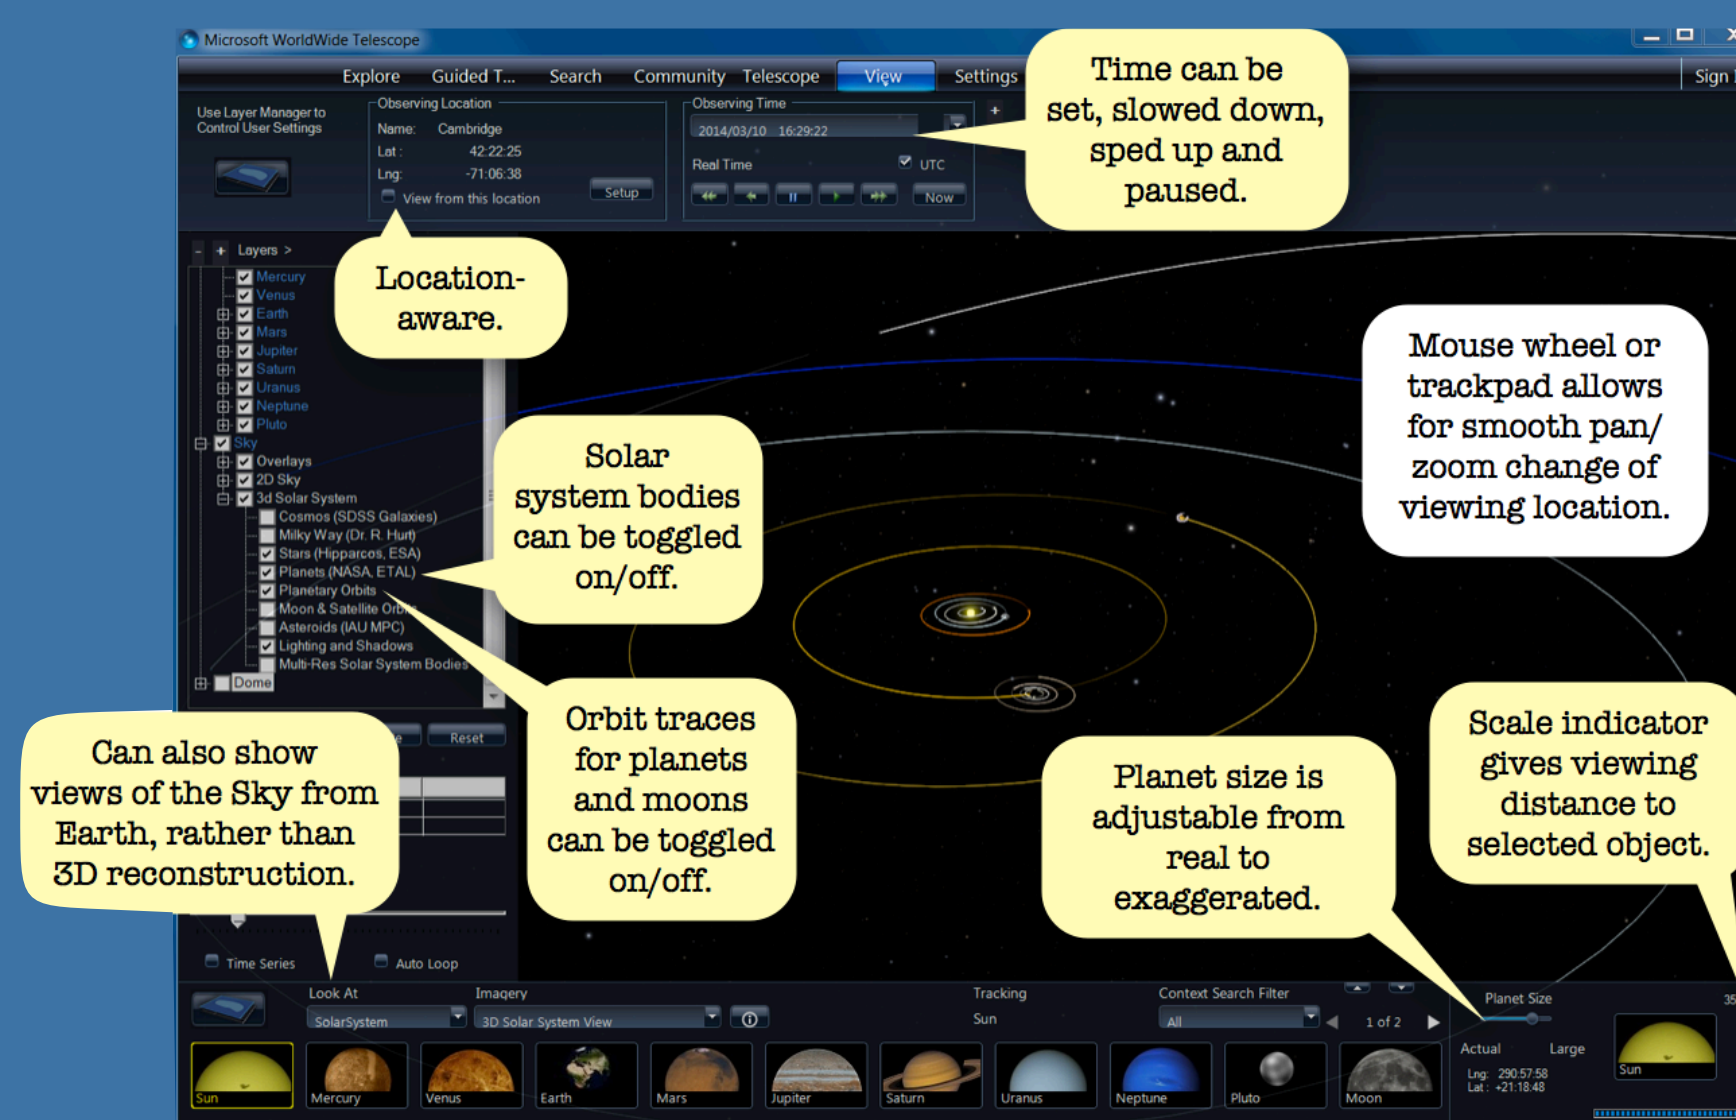 Microsoft WorldWide Telescope
Explore Guided T... Search Community Telescope View Settings
Sign
Use Layer Manager to
Control User Settings
Observing Location
Name: Cambridge
Lat : 42:22:25
Lng: -71:06:38
View from this location
Setup
Observing Time
2014/03/10 16:29:22
Real Time
UTC
Now
Time can be
set, slowed down,
sped up and
paused.
- + Layers >
Mercury
Venus
Earth
Mars
Jupiter
Saturn
Uranus
Neptune
Pluto
Sky
Overlays
2D Sky
3d Solar System
Cosmos (SDSS Galaxies)
Milky Way (Dr. R. Hurt)
Stars (Hipparcos, ESA)
Planets (NASA, ETAL)
Planetary Orbits
Moon & Satellite Orbits
Asteroids (IAU MPC)
Lighting and Shadows
Multi-Res Solar System Bodies
Dome
Location-
aware.
Solar
system bodies
can be toggled
on/off.
Mouse wheel or
trackpad allows
for smooth pan/
zoom change of
viewing location.
Orbit traces
for planets
and moons
can be toggled
on/off.
Can also show
views of the Sky from
Earth, rather than
3D reconstruction.
Reset
Planet size is
adjustable from
real to
exaggerated.
Scale indicator
gives viewing
distance to
selected object.
Time Series
Auto Loop
Look At
SolarSystem
Imagery
3D Solar System View
Tracking
Sun
Context Search Filter
All
1 of 2
Planet Size
Actual Large
Lng: 290:57:58
Lat : +21:18:48
35
Sun
Sun
Mercury
Venus
Earth
Mars
Jupiter
Saturn
Uranus
Neptune
Pluto
Moon